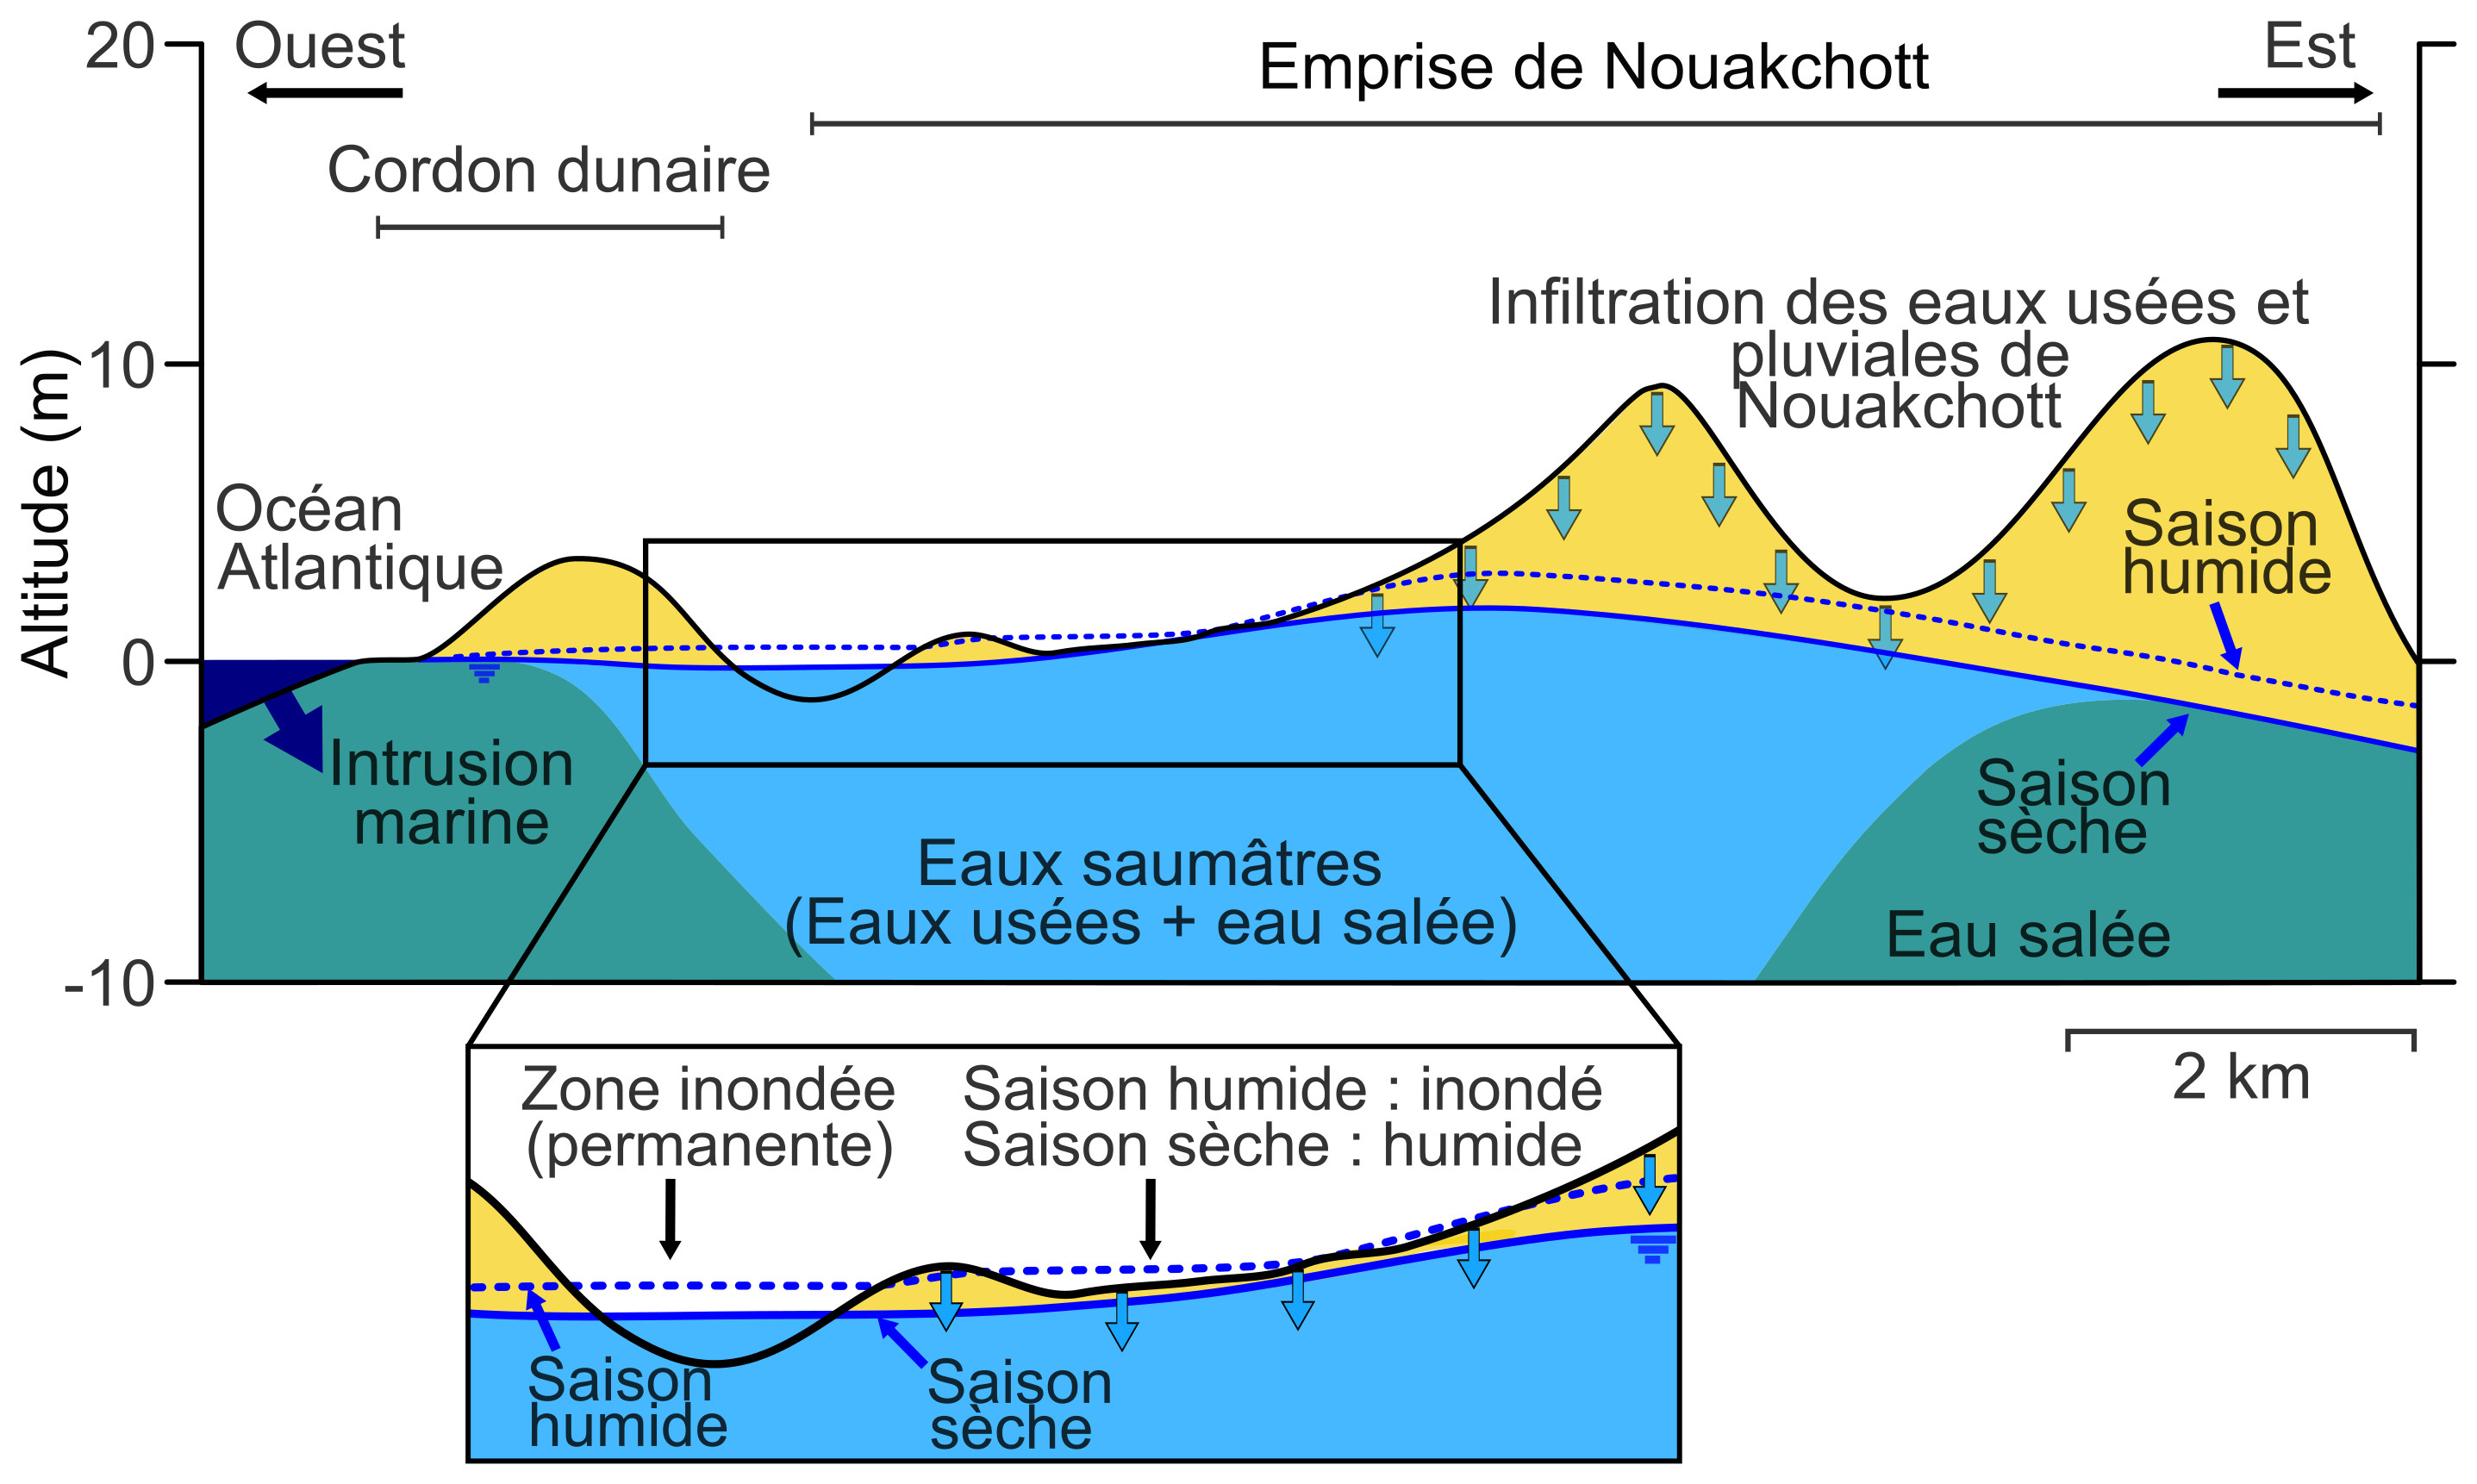 20
Ouest
Emprise de Nouakchott
Est
Cordon dunaire
Infiltration des eaux usées et
pluviales de
Nouakchott
10
Altitude (m)
Océan
Atlantique
Saison
humide
0
Intrusion
marine
Saison
sèche
Eaux saumâtres
(Eaux usées + eau salée)
Eau salée
-10
2 km
Zone inondée
(permanente)
Saison humide : inondé
Saison sèche : humide
Saison
humide
Saison
sèche